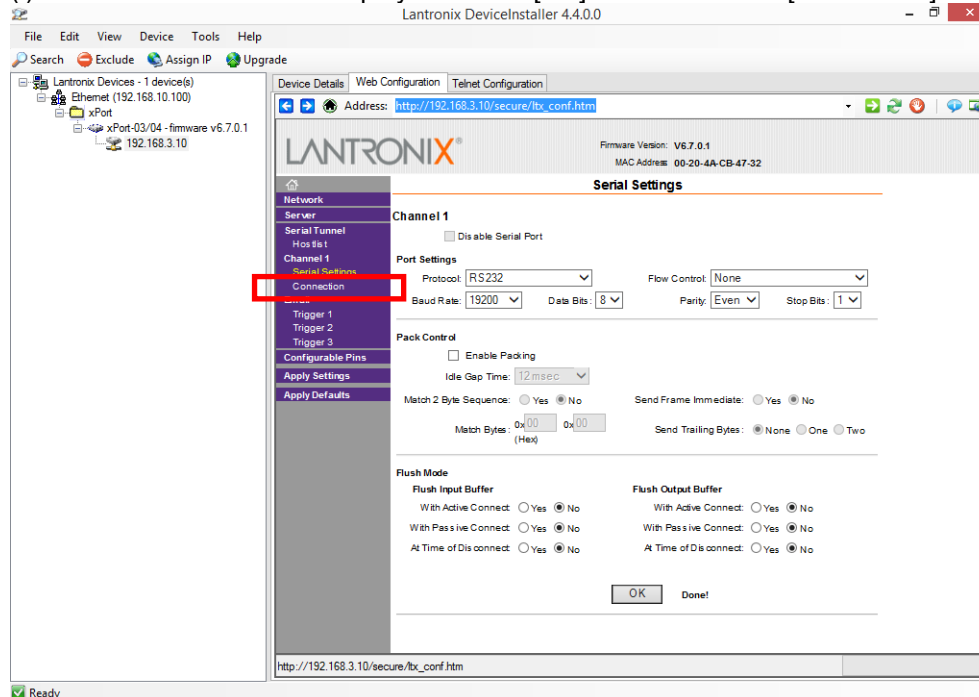 Lantronix DeviceInstaller 4.4.0.0
File Edit View Device Tools Help
Search Exclude Assign IP Upgrade
Lantronix Devices - 1 device(s)
Ethernet (192.168.10.100)
xPort
xPort-03/04 - firmware v6.7.0.1
192.168.3.10
Device Details Web Configuration Telnet Configuration
Address: http://192.168.3.10/secure/ltx_conf.htm
LANTRONIX®
Firmware Version: V6.7.0.1
MAC Address: 00-20-4A-CB-47-32
Network
Server
Serial Tunnel
Hostlist
Channel 1
Serial Settings
Connection
Email
Trigger 1
Trigger 2
Trigger 3
Configurable Pins
Apply Settings
Apply Defaults
Serial Settings
Channel 1
Disable Serial Port
Port Settings
Protocol: RS232 Flow Control: None
Baud Rate: 19200 Data Bits: 8 Parity: Even Stop Bits: 1
Pack Control
Enable Packing
Idle Gap Time: 12 msec
Match 2 Byte Sequence: Yes No Send Frame Immediate: Yes No
Match Bytes: 0x 00 0x 00 Send Trailing Bytes: None One Two
(Hex)
Flush Mode
Flush Input Buffer Flush Output Buffer
With Active Connect: Yes No With Active Connect: Yes No
With Passive Connect: Yes No With Passive Connect: Yes No
At Time of Disconnect: Yes No At Time of Disconnect: Yes No
OK Done!
http://192.168.3.10/secure/ltx_conf.htm
Ready